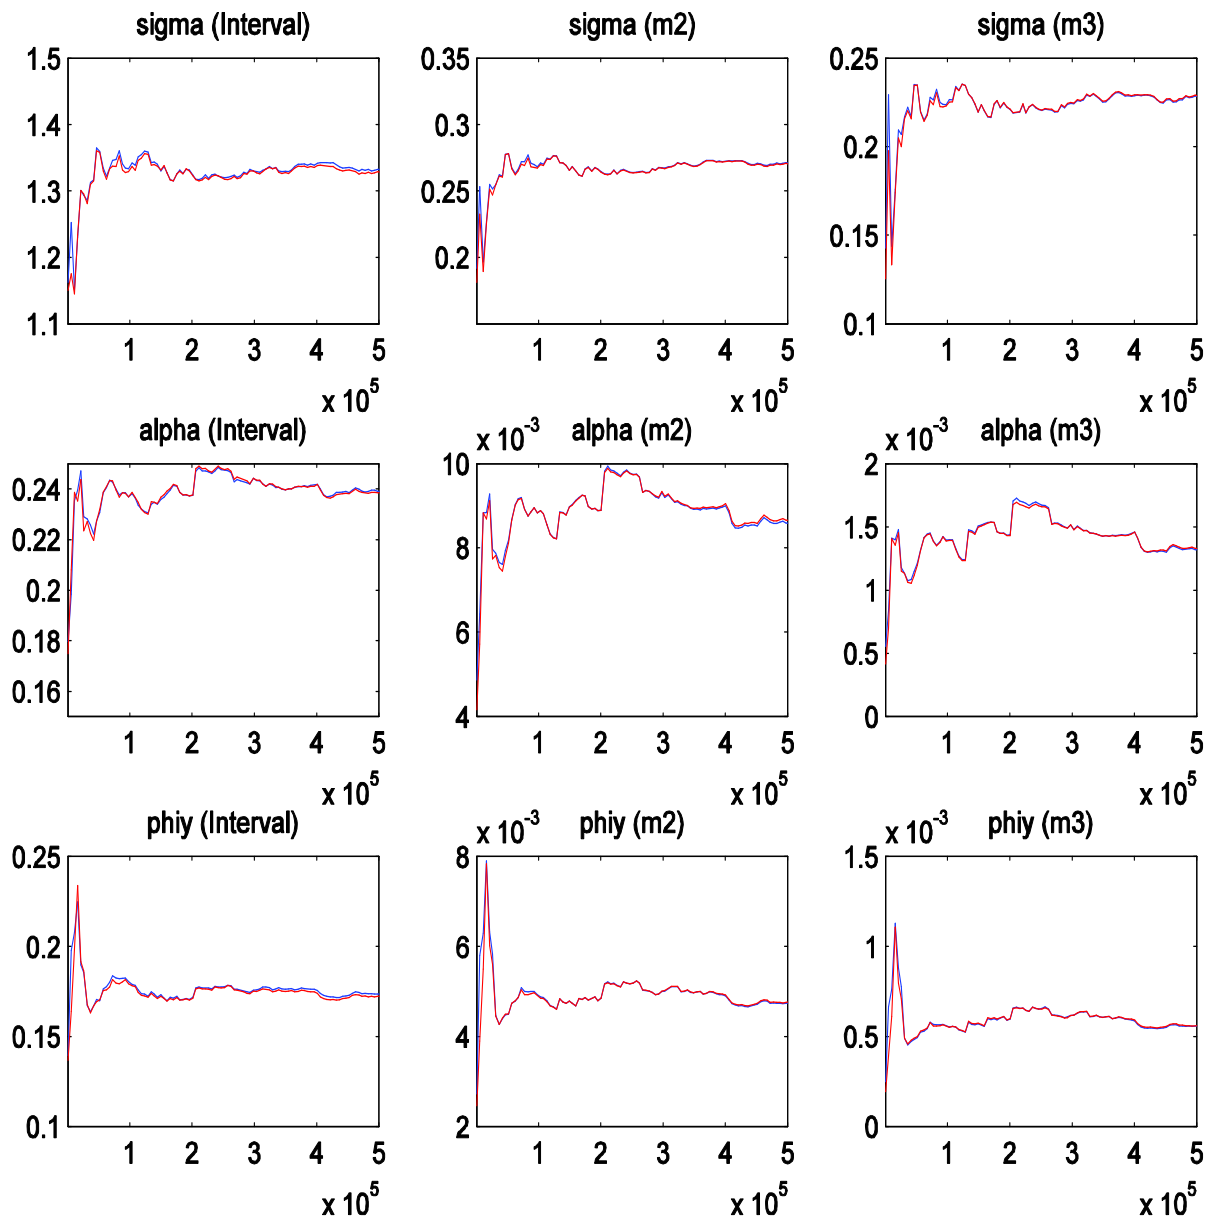 sigma (Interval) sigma (m2) sigma (m3)
1.5 0.35 0.25
1.4 0.3 0.2
1.3 0.25 0.15
1.2 0.2 0.1
1.1
1 2 3 4 5 1 2 3 4 5 1 2 3 4 5
x 10^5 x 10^5 x 10^5
alpha (Interval) x 10^-3 alpha (m2) x 10^-3 alpha (m3)
0.24 10 2
0.22 8 1.5
0.2 6 1
0.18 4 0.5
0.16 0
1 2 3 4 5 1 2 3 4 5 1 2 3 4 5
x 10^5 x 10^5 x 10^5
phiy (Interval) x 10^-3 phiy (m2) x 10^-3 phiy (m3)
0.25 8 1.5
0.2 6 1
0.15 4 0.5
0.1 2 0
1 2 3 4 5 1 2 3 4 5 1 2 3 4 5
x 10^5 x 10^5 x 10^5